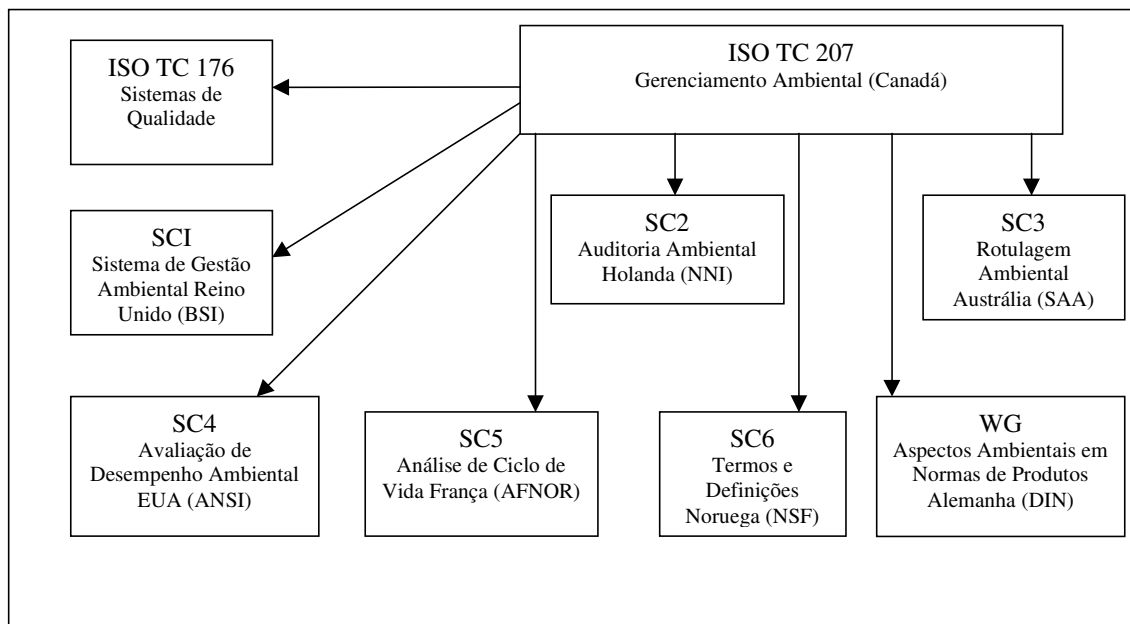 ISO TC 176
Sistemas de
Qualidade
ISO TC 207
Gerenciamento Ambiental (Canadá)
SCI
Sistema de Gestão
Ambiental Reino
Unido (BSI)
SC2
Auditoria Ambiental
Holanda (NNI)
SC3
Rotulagem
Ambiental
Austrália (SAA)
SC4
Avaliação de
Desempenho Ambiental
EUA (ANSI)
SC5
Análise de Ciclo de
Vida França (AFNOR)
SC6
Termos e
Definições
Noruega (NSF)
WG
Aspectos Ambientais em
Normas de Produtos
Alemanha (DIN)